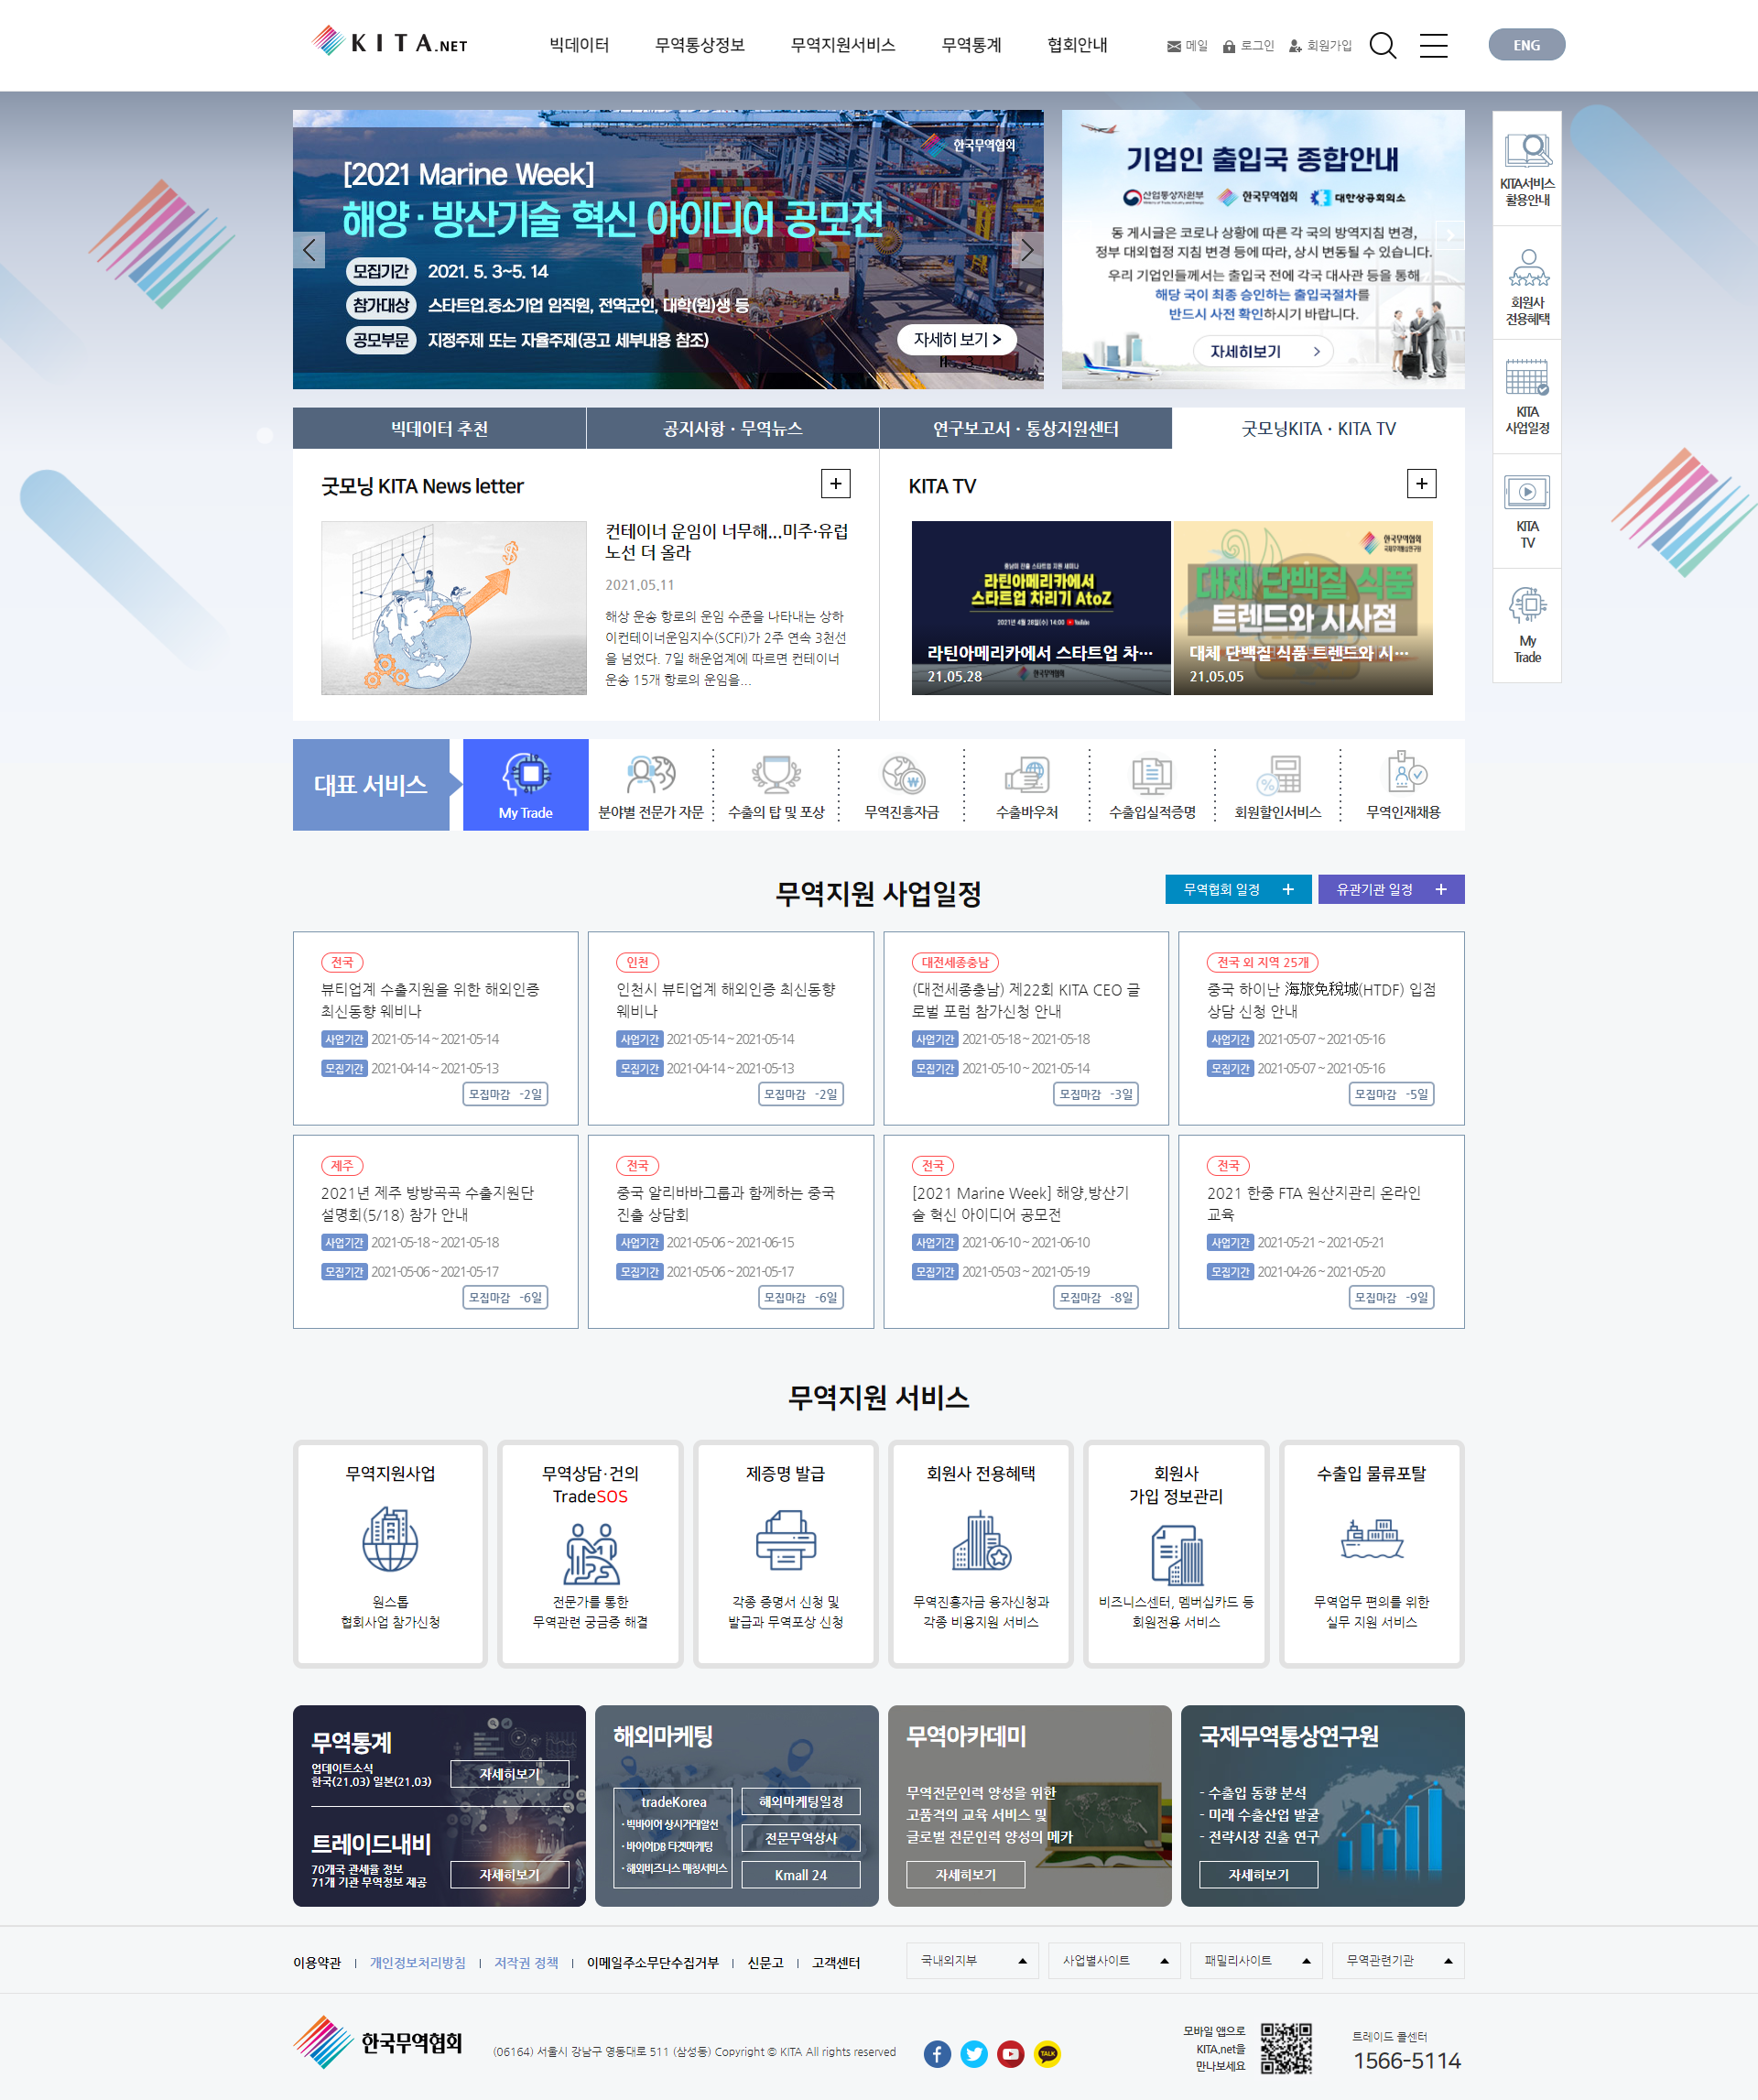 KITA.NET
빅데이터 무역통상정보 무역지원서비스 무역통계 협회안내
메일 로그인 회원가입
ENG
한국무역협회
[2021 Marine Week]
해양·방산기술 혁신 아이디어 공모전
모집기간 2021. 5. 3~5. 14
참가대상 스타트업.중소기업 임직원, 전역군인, 대학(원)생 등
공모부문 지정주제 또는 자율주제(공고 세부내용 참조)
자세히 보기 >
기업인 출입국 종합안내
산업통상자원부 한국무역협회 대한상공회의소
동 게시글은 코로나 상황에 따른 각 국의 방역지침 변경,
정부 대외협정 지침 변경 등에 따라, 상시 변동될 수 있습니다.
우리 기업인들께서는 출입국 전에 각국 대사관 등을 통해
해당 국이 최종 승인하는 출입국절차를
반드시 사전 확인하시기 바랍니다.
자세히보기 >
KITA서비스
활용안내
회원사
전용혜택
KITA
사업일정
KITA
TV
My
Trade
빅데이터 추천
공지사항 · 무역뉴스
연구보고서 · 통상지원센터
굿모닝KITA · KITA TV
굿모닝 KITA News letter
+
컨테이너 운임이 너무해...미주·유럽
노선 더 올라
2021.05.11
해상 운송 항로의 운임 수준을 나타내는 상하
이컨테이너운임지수(SCFI)가 2주 연속 3천선
을 넘었다. 7일 해운업계에 따르면 컨테이너
운송 15개 항로의 운임을...
KITA TV
+
중남미 진출 스타트업 지원 세미나
라틴아메리카에서
스타트업 차리기 AtoZ
2021년 4월 28일(수) 14:00 YouTube
라틴아메리카에서 스타트업 차…
21.05.28
한국무역협회
한국무역협회
국제무역통상연구원
대체 단백질 식품
트렌드와 시사점
대체 단백질 식품 트렌드와 시…
21.05.05
대표 서비스
My Trade
분야별 전문가 자문
수출의 탑 및 포상
무역진흥자금
수출바우처
수출입실적증명
회원할인서비스
무역인재채용
무역지원 사업일정
무역협회 일정 +
유관기관 일정 +
전국
뷰티업계 수출지원을 위한 해외인증
최신동향 웨비나
사업기간 2021-05-14 ~ 2021-05-14
모집기간 2021-04-14 ~ 2021-05-13
모집마감 -2일
인천
인천시 뷰티업계 해외인증 최신동향
웨비나
사업기간 2021-05-14 ~ 2021-05-14
모집기간 2021-04-14 ~ 2021-05-13
모집마감 -2일
대전세종충남
(대전세종충남) 제22회 KITA CEO 글
로벌 포럼 참가신청 안내
사업기간 2021-05-18 ~ 2021-05-18
모집기간 2021-05-10 ~ 2021-05-14
모집마감 -3일
전국 외 지역 25개
중국 하이난 海旅免稅城(HTDF) 입점
상담 신청 안내
사업기간 2021-05-07 ~ 2021-05-16
모집기간 2021-05-07 ~ 2021-05-16
모집마감 -5일
제주
2021년 제주 방방곡곡 수출지원단
설명회(5/18) 참가 안내
사업기간 2021-05-18 ~ 2021-05-18
모집기간 2021-05-06 ~ 2021-05-17
모집마감 -6일
전국
중국 알리바바그룹과 함께하는 중국
진출 상담회
사업기간 2021-05-06 ~ 2021-06-15
모집기간 2021-05-06 ~ 2021-05-17
모집마감 -6일
전국
[2021 Marine Week] 해양,방산기
술 혁신 아이디어 공모전
사업기간 2021-06-10 ~ 2021-06-10
모집기간 2021-05-03 ~ 2021-05-19
모집마감 -8일
전국
2021 한중 FTA 원산지관리 온라인
교육
사업기간 2021-05-21 ~ 2021-05-21
모집기간 2021-04-26 ~ 2021-05-20
모집마감 -9일
무역지원 서비스
무역지원사업
원스톱
협회사업 참가신청
무역상담·건의
TradeSOS
전문가를 통한
무역관련 궁금증 해결
제증명 발급
각종 증명서 신청 및
발급과 무역포상 신청
회원사 전용혜택
무역진흥자금 융자신청과
각종 비용지원 서비스
회원사
가입 정보관리
비즈니스센터, 멤버십카드 등
회원전용 서비스
수출입 물류포탈
무역업무 편의를 위한
실무 지원 서비스
무역통계
업데이트소식
한국(21.03) 일본(21.03)
자세히보기
트레이드내비
70개국 관세율 정보
71개 기관 무역정보 제공
자세히보기
해외마케팅
tradeKorea
· 빅바이어 상시거래알선
· 바이어DB 타겟마케팅
· 해외비즈니스 매칭서비스
해외마케팅일정
전문무역상사
Kmall 24
무역아카데미
무역전문인력 양성을 위한
고품격의 교육 서비스 및
글로벌 전문인력 양성의 메카
자세히보기
국제무역통상연구원
- 수출입 동향 분석
- 미래 수출산업 발굴
- 전략시장 진출 연구
자세히보기
이용약관 | 개인정보처리방침 | 저작권 정책 | 이메일주소무단수집거부 | 신문고 | 고객센터
국내외지부 사업별사이트 패밀리사이트 무역관련기관
한국무역협회
(06164) 서울시 강남구 영동대로 511 (삼성동) Copyright © KITA All rights reserved
TALK
모바일 앱으로
KITA.net을
만나보세요
트레이드 콜센터
1566-5114